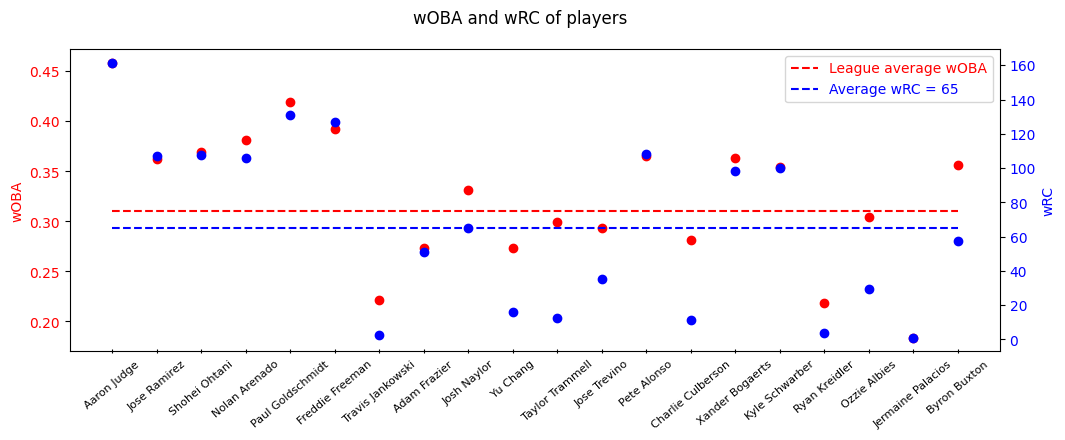 wOBA and wRC of players
League average wOBA
Average wRC = 65
wOBA
0.45
0.40
0.35
0.30
0.25
0.20
160
140
120
100
80
60
40
20
0
wRC
Aaron Judge
Jose Ramirez
Shohei Ohtani
Nolan Arenado
Paul Goldschmidt
Freddie Freeman
Travis Jankowski
Adam Frazier
Josh Naylor
Yu Chang
Taylor Trammell
Jose Trevino
Pete Alonso
Charlie Culberson
Xander Bogaerts
Kyle Schwarber
Ryan Kreidler
Ozzie Albies
Jermaine Palacios
Byron Buxton